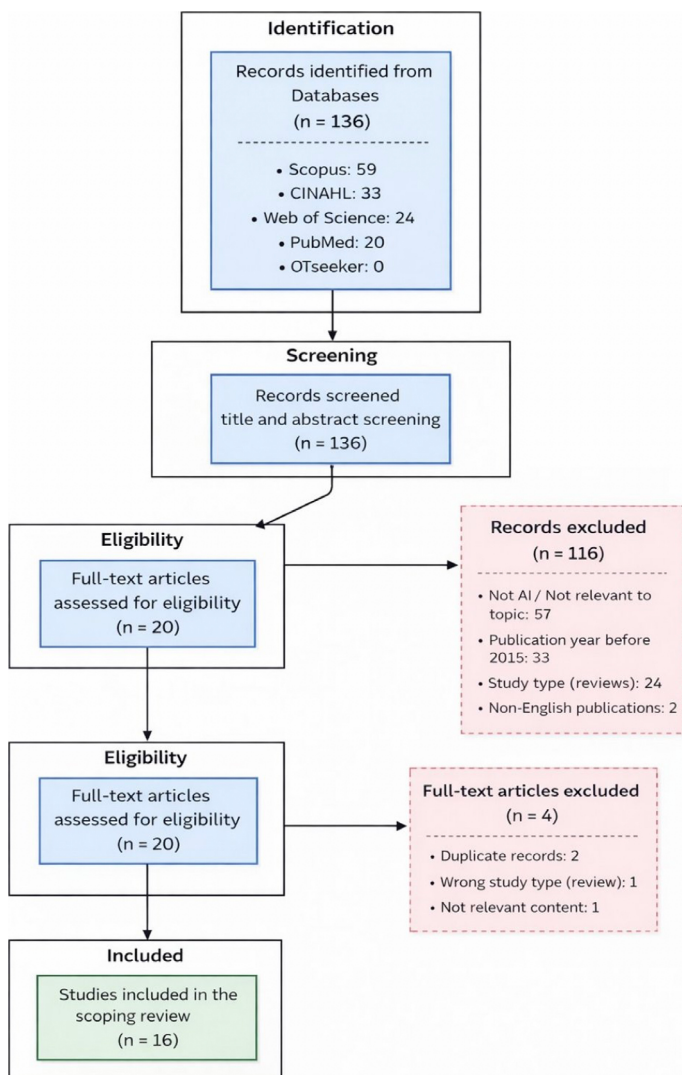 Identification
Records identified from
Databases
(n = 136)
• Scopus: 59
• CINAHL: 33
• Web of Science: 24
• PubMed: 20
• OTseeker: 0
Screening
Records screened
title and abstract screening
(n = 136)
Eligibility
Full-text articles
assessed for eligibility
(n = 20)
Records excluded
(n = 116)
• Not AI / Not relevant to
topic: 57
• Publication year before
2015: 33
• Study type (reviews): 24
• Non-English publications: 2
Eligibility
Full-text articles
assessed for eligibility
(n = 20)
Full-text articles excluded
(n = 4)
• Duplicate records: 2
• Wrong study type (review): 1
• Not relevant content: 1
Included
Studies included in the
scoping review
(n = 16)